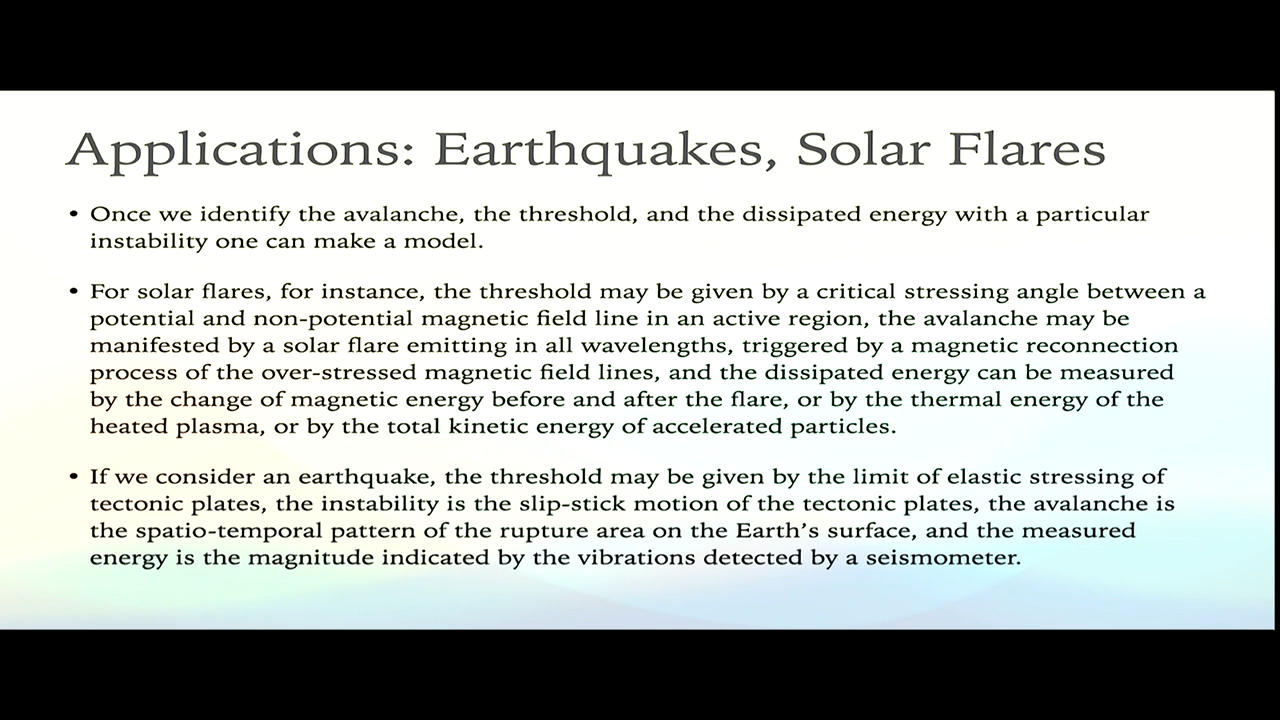 Applications: Earthquakes, Solar Flares
• Once we identify the avalanche, the threshold, and the dissipated energy with a particular
instability one can make a model.
• For solar flares, for instance, the threshold may be given by a critical stressing angle between a
potential and non-potential magnetic field line in an active region, the avalanche may be
manifested by a solar flare emitting in all wavelengths, triggered by a magnetic reconnection
process of the over-stressed magnetic field lines, and the dissipated energy can be measured
by the change of magnetic energy before and after the flare, or by the thermal energy of the
heated plasma, or by the total kinetic energy of accelerated particles.
• If we consider an earthquake, the threshold may be given by the limit of elastic stressing of
tectonic plates, the instability is the slip-stick motion of the tectonic plates, the avalanche is
the spatio-temporal pattern of the rupture area on the Earth's surface, and the measured
energy is the magnitude indicated by the vibrations detected by a seismometer.